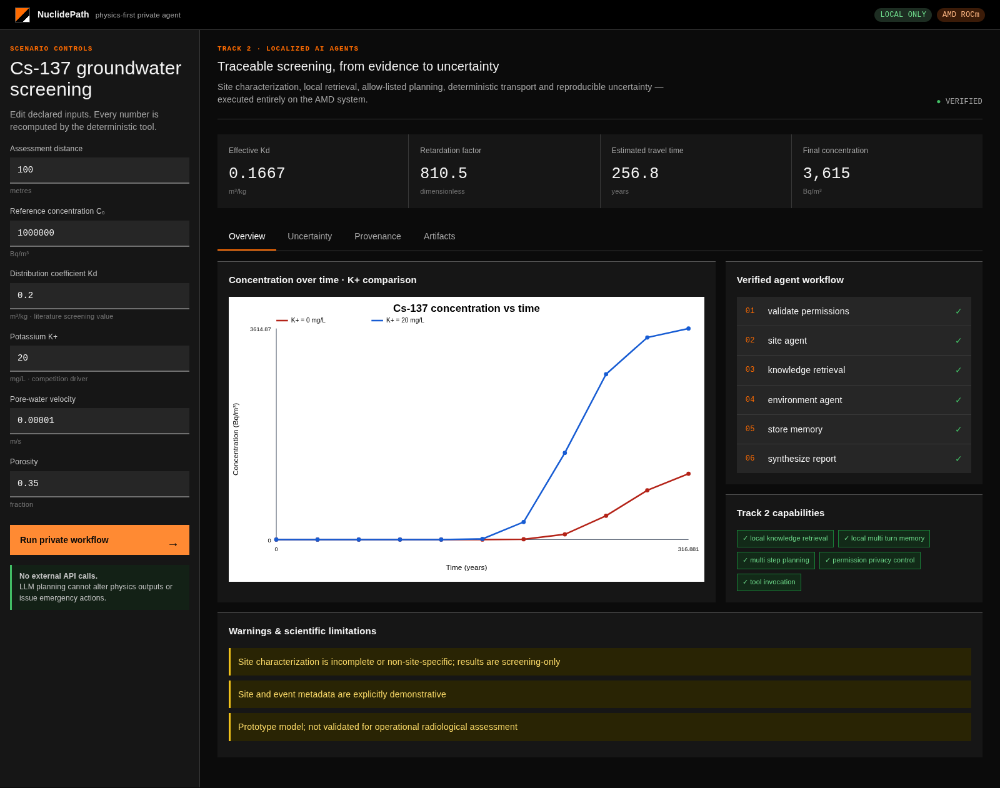 NuclidePath physics-first private agent
LOCAL ONLY
AMD ROCm
SCENARIO CONTROLS
Cs-137 groundwater
screening
Edit declared inputs. Every number is
recomputed by the deterministic tool.
Assessment distance
100
metres
Reference concentration C₀
1000000
Bq/m³
Distribution coefficient Kd
0.2
m³/kg · literature screening value
Potassium K+
20
mg/L · competition driver
Pore-water velocity
0.00001
m/s
Porosity
0.35
fraction
Run private workflow →
No external API calls.
LLM planning cannot alter physics outputs or
issue emergency actions.
TRACK 2 · LOCALIZED AI AGENTS
Traceable screening, from evidence to uncertainty
Site characterization, local retrieval, allow-listed planning, deterministic transport and reproducible uncertainty —
executed entirely on the AMD system.
● VERIFIED
Effective Kd
0.1667
m³/kg
Retardation factor
810.5
dimensionless
Estimated travel time
256.8
years
Final concentration
3,615
Bq/m³
Overview
Uncertainty
Provenance
Artifacts
Concentration over time · K+ comparison
Cs-137 concentration vs time
K+ = 0 mg/L
K+ = 20 mg/L
3614.87
Concentration (Bq/m³)
0
0
316.881
Time (years)
Verified agent workflow
01 validate permissions ✓
02 site agent ✓
03 knowledge retrieval ✓
04 environment agent ✓
05 store memory ✓
06 synthesize report ✓
Track 2 capabilities
✓ local knowledge retrieval
✓ local multi turn memory
✓ multi step planning
✓ permission privacy control
✓ tool invocation
Warnings & scientific limitations
Site characterization is incomplete or non-site-specific; results are screening-only
Site and event metadata are explicitly demonstrative
Prototype model; not validated for operational radiological assessment